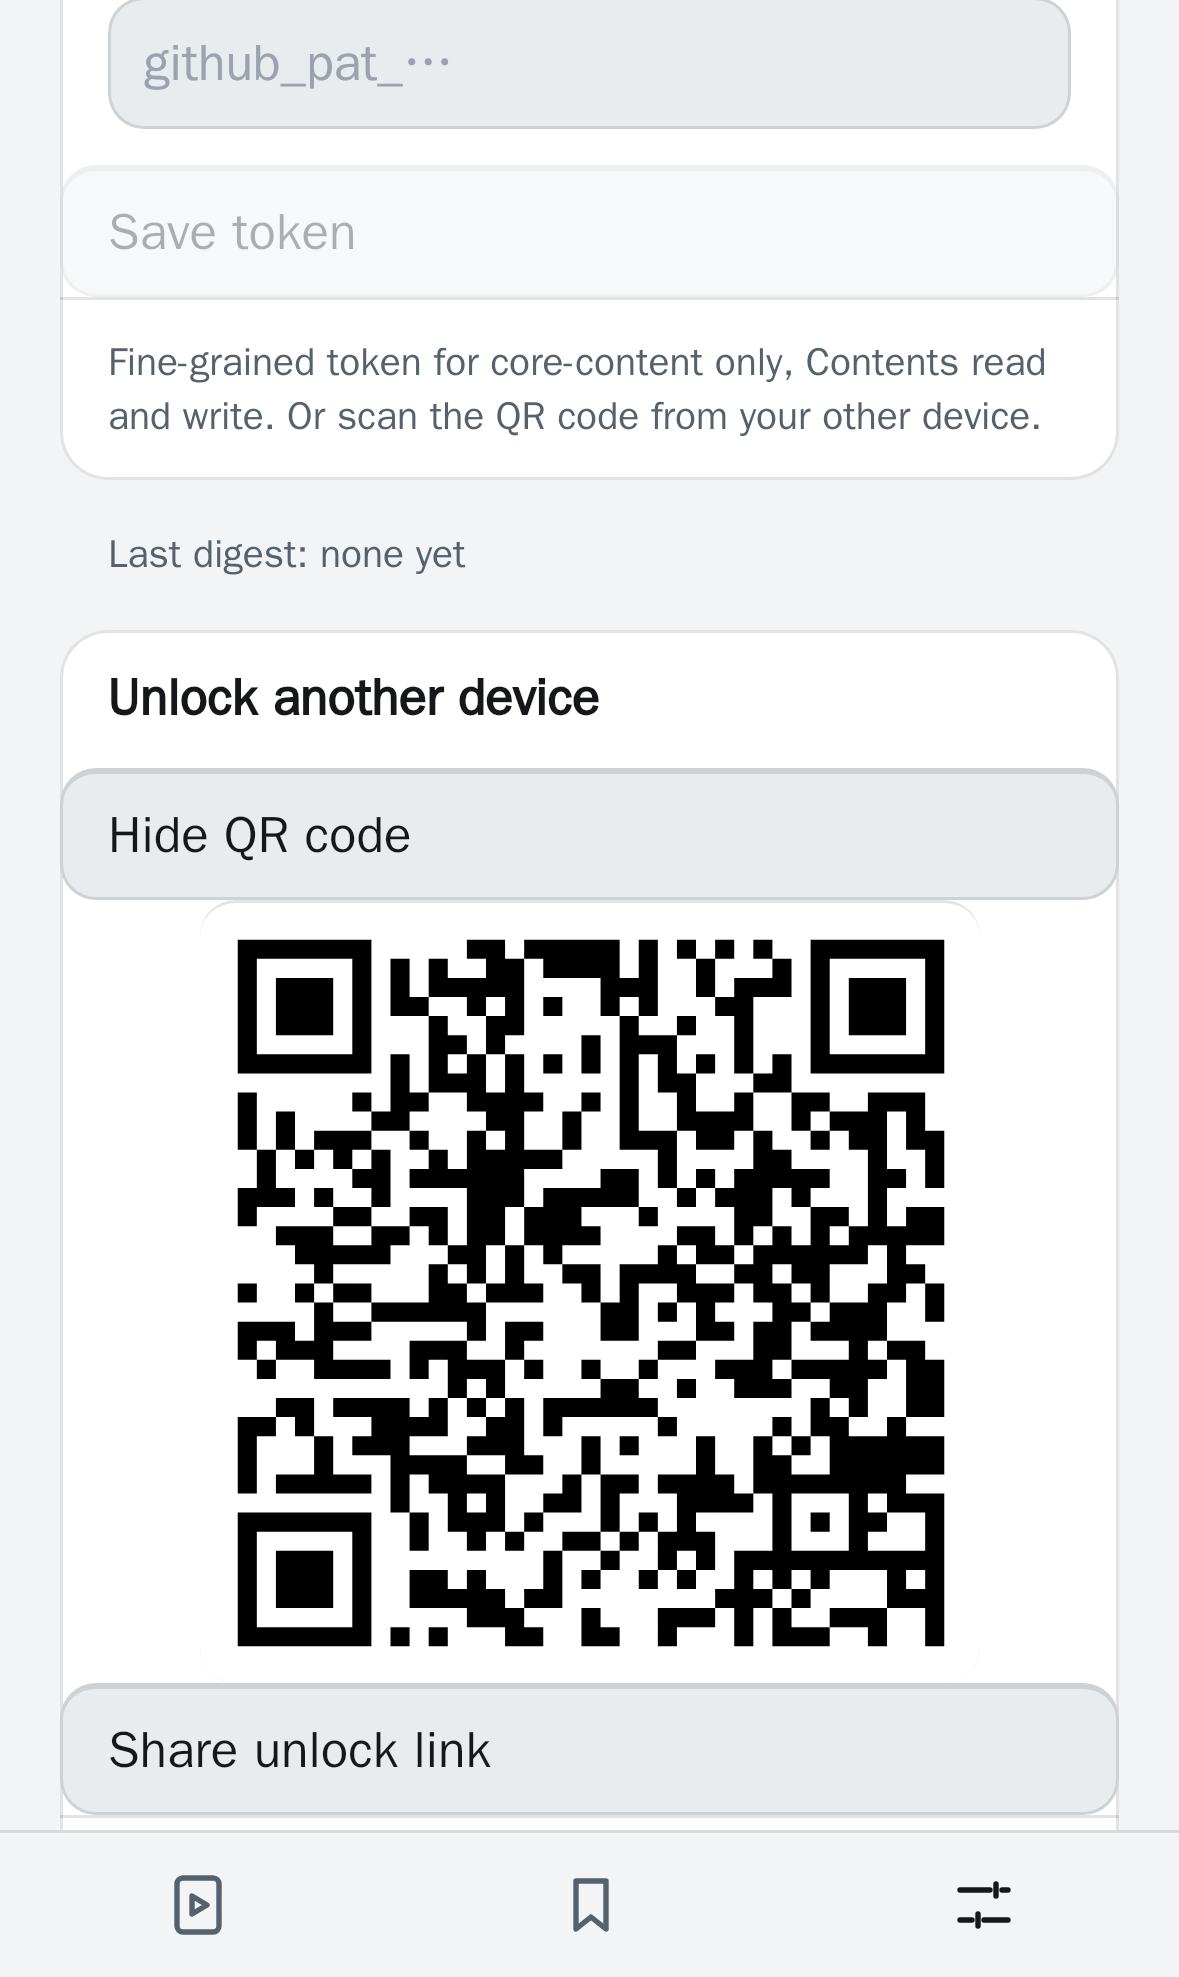 github_pat_…
Save token
Fine-grained token for core-content only, Contents read
and write. Or scan the QR code from your other device.
Last digest: none yet
Unlock another device
Hide QR code
Share unlock link